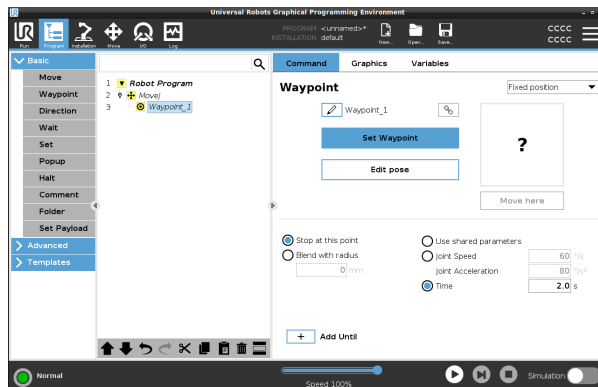 Universal Robots Graphical Programming Environment
Run Program Installation Move I/O Log
PROGRAM <unnamed>*
INSTALLATION default
New... Open... Save...
CCCC
CCCC
Basic
Move
Waypoint
Direction
Wait
Set
Popup
Halt
Comment
Folder
Set Payload
Advanced
Templates
1 Robot Program
2 MoveJ
3 Waypoint_1
Command Graphics Variables
Waypoint
Fixed position
Waypoint_1
Set Waypoint
Edit pose
?
Move here
Stop at this point
Blend with radius
0 mm
Use shared parameters
Joint Speed 60 °/s
Joint Acceleration 80 °/s²
Time 2.0 s
+ Add Until
Normal
Speed 100%
Simulation